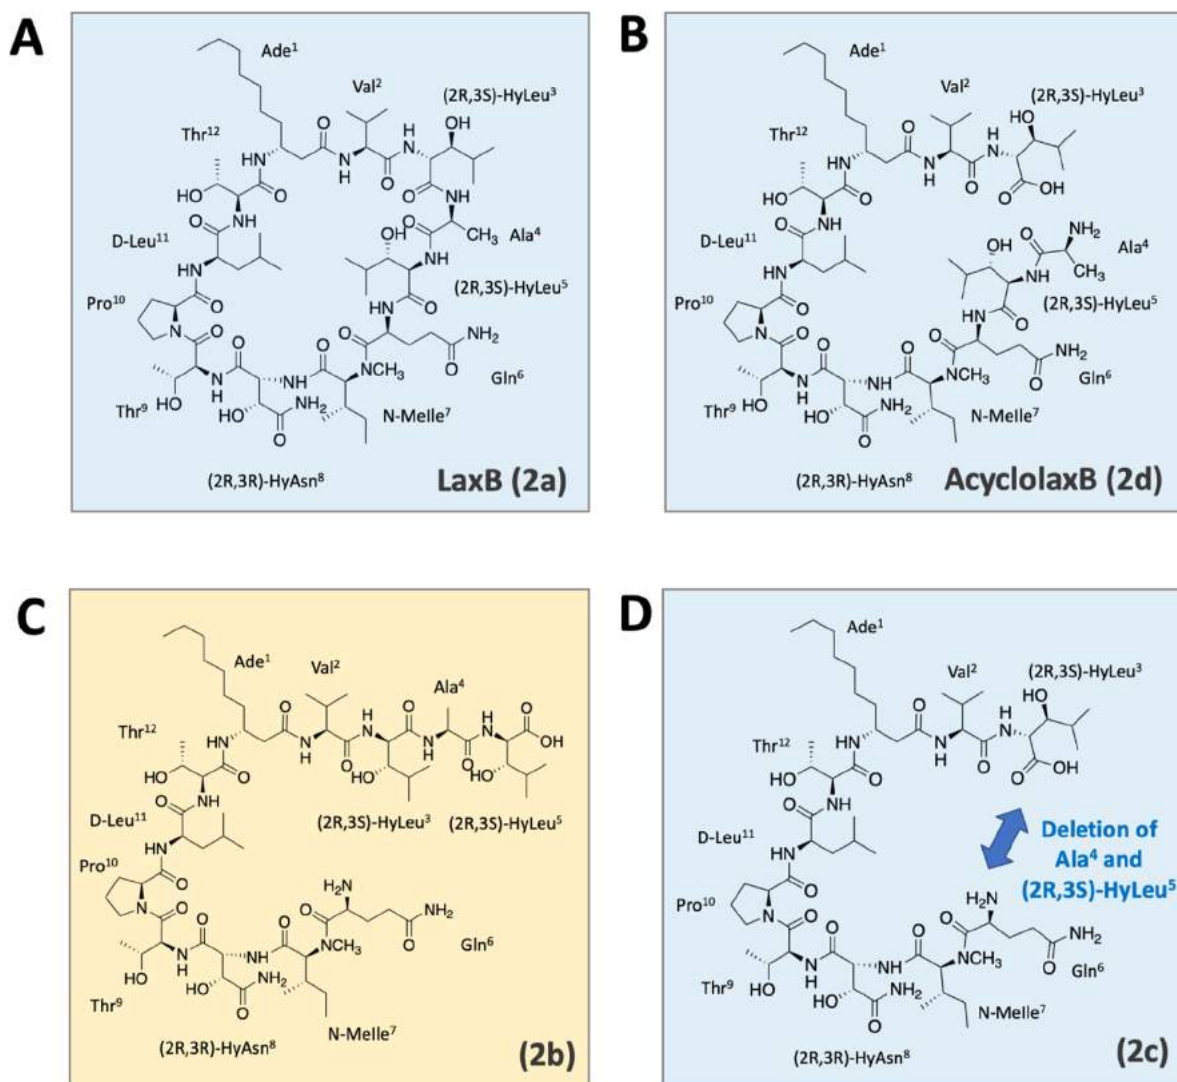 A
Ade¹
Val²
(2R,3S)-HyLeu³
Thr¹²
D-Leu¹¹
Ala⁴
(2R,3S)-HyLeu⁵
Pro¹⁰
Gln⁶
Thr⁹
N-MeIle⁷
(2R,3R)-HyAsn⁸
LaxB (2a)
B
Ade¹
Val²
(2R,3S)-HyLeu³
Thr¹²
D-Leu¹¹
Ala⁴
(2R,3S)-HyLeu⁵
Pro¹⁰
Gln⁶
Thr⁹
N-MeIle⁷
(2R,3R)-HyAsn⁸
AcyclolaxB (2d)
C
Ade¹
Val²
Ala⁴
Thr¹²
(2R,3S)-HyLeu³ (2R,3S)-HyLeu⁵
D-Leu¹¹
Pro¹⁰
Gln⁶
Thr⁹
N-MeIle⁷
(2R,3R)-HyAsn⁸
(2b)
D
Ade¹
Val²
(2R,3S)-HyLeu³
Thr¹²
D-Leu¹¹
Deletion of
Ala⁴ and
(2R,3S)-HyLeu⁵
Pro¹⁰
Gln⁶
Thr⁹
N-MeIle⁷
(2R,3R)-HyAsn⁸
(2c)